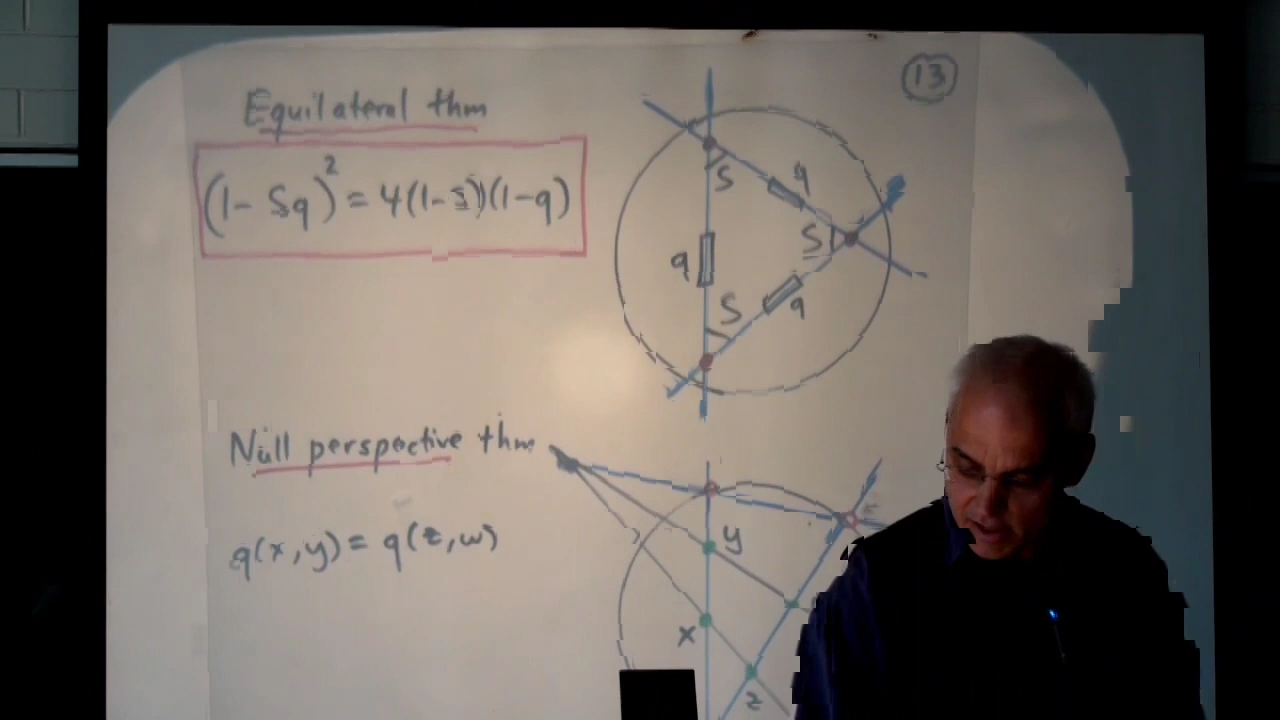 13
Equilateral thm
(1 - Sq)² = 4(1-S)(1-q)
S
q
S
q
S
q
Null perspective thm
q(x,y) = q(z,w)
y
x
z